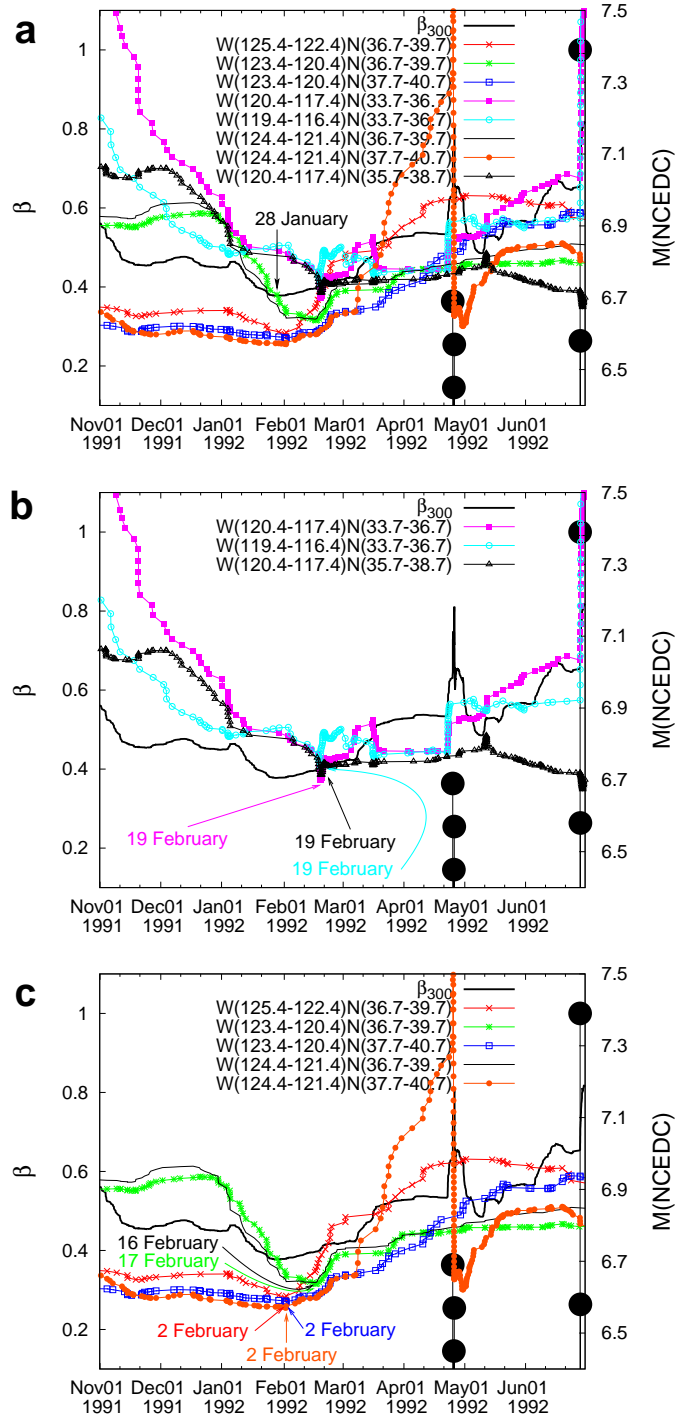 a
β300
W(125.4-122.4)N(36.7-39.7)
W(123.4-120.4)N(36.7-39.7)
W(123.4-120.4)N(37.7-40.7)
W(120.4-117.4)N(33.7-36.7)
W(119.4-116.4)N(33.7-36.7)
W(124.4-121.4)N(36.7-39.7)
W(124.4-121.4)N(37.7-40.7)
W(120.4-117.4)N(35.7-38.7)
28 January
1
0.8
0.6
0.4
0.2
β
7.5
7.3
7.1
6.9
6.7
6.5
M(NCEDC)
Nov01 Dec01 Jan01 Feb01 Mar01 Apr01 May01 Jun01
1991 1991 1992 1992 1992 1992 1992 1992
b
β300
W(120.4-117.4)N(33.7-36.7)
W(119.4-116.4)N(33.7-36.7)
W(120.4-117.4)N(35.7-38.7)
19 February
19 February
19 February
1
0.8
0.6
0.4
0.2
β
7.5
7.3
7.1
6.9
6.7
6.5
M(NCEDC)
Nov01 Dec01 Jan01 Feb01 Mar01 Apr01 May01 Jun01
1991 1991 1992 1992 1992 1992 1992 1992
c
β300
W(125.4-122.4)N(36.7-39.7)
W(123.4-120.4)N(36.7-39.7)
W(123.4-120.4)N(37.7-40.7)
W(124.4-121.4)N(36.7-39.7)
W(124.4-121.4)N(37.7-40.7)
16 February
17 February
2 February
2 February
2 February
1
0.8
0.6
0.4
0.2
β
7.5
7.3
7.1
6.9
6.7
6.5
M(NCEDC)
Nov01 Dec01 Jan01 Feb01 Mar01 Apr01 May01 Jun01
1991 1991 1992 1992 1992 1992 1992 1992